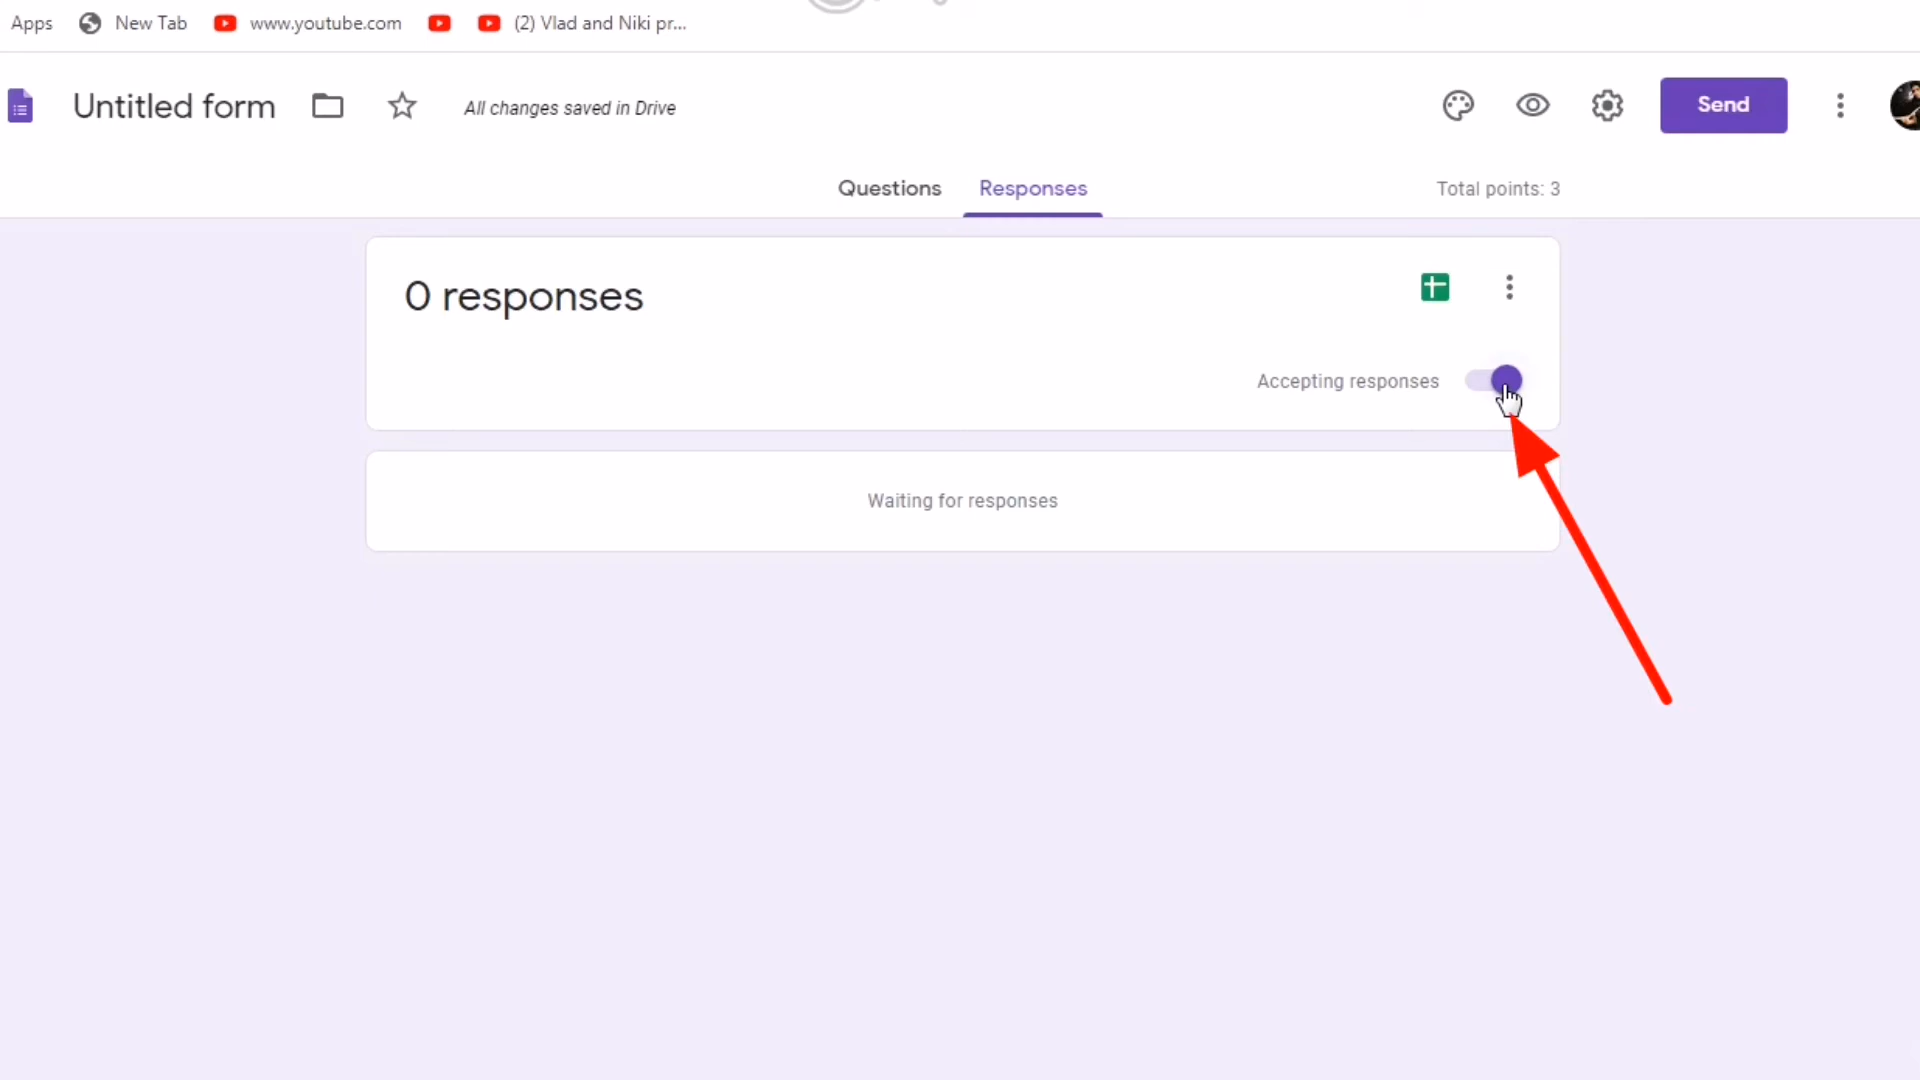 Apps New Tab www.youtube.com (2) Vlad and Niki pr...
Untitled form All changes saved in Drive Send
Questions Responses Total points: 3
0 responses
Accepting responses
Waiting for responses